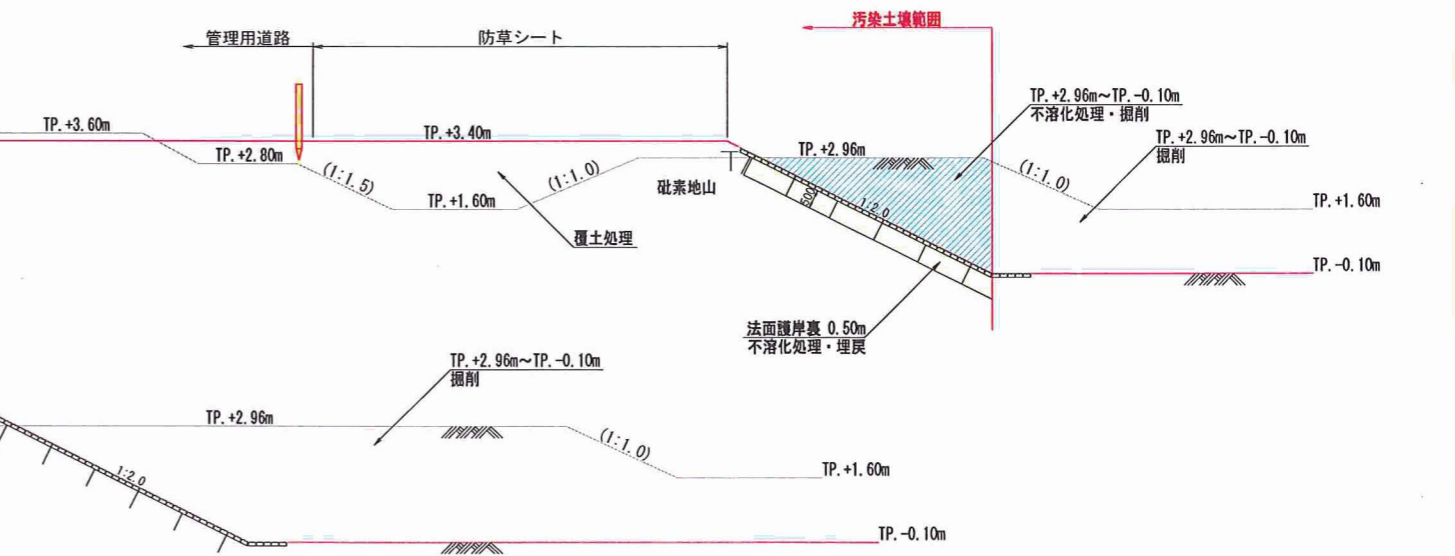 汚染土壌範囲
管理用道路
防草シート
TP.+2.96m～TP.-0.10m
不溶化処理・掘削
TP.+3.60m
TP.+3.40m
TP.+2.96m～TP.-0.10m
掘削
TP.+2.80m
TP.+2.96m
(1:1.5)
(1:1.0)
(1:1.0)
砒素地山
TP.+1.60m
500
1:2.0
TP.+1.60m
覆土処理
TP.-0.10m
法面護岸裏 0.50m
不溶化処理・埋戻
TP.+2.96m～TP.-0.10m
掘削
TP.+2.96m
(1:1.0)
1:2.0
TP.+1.60m
TP.-0.10m